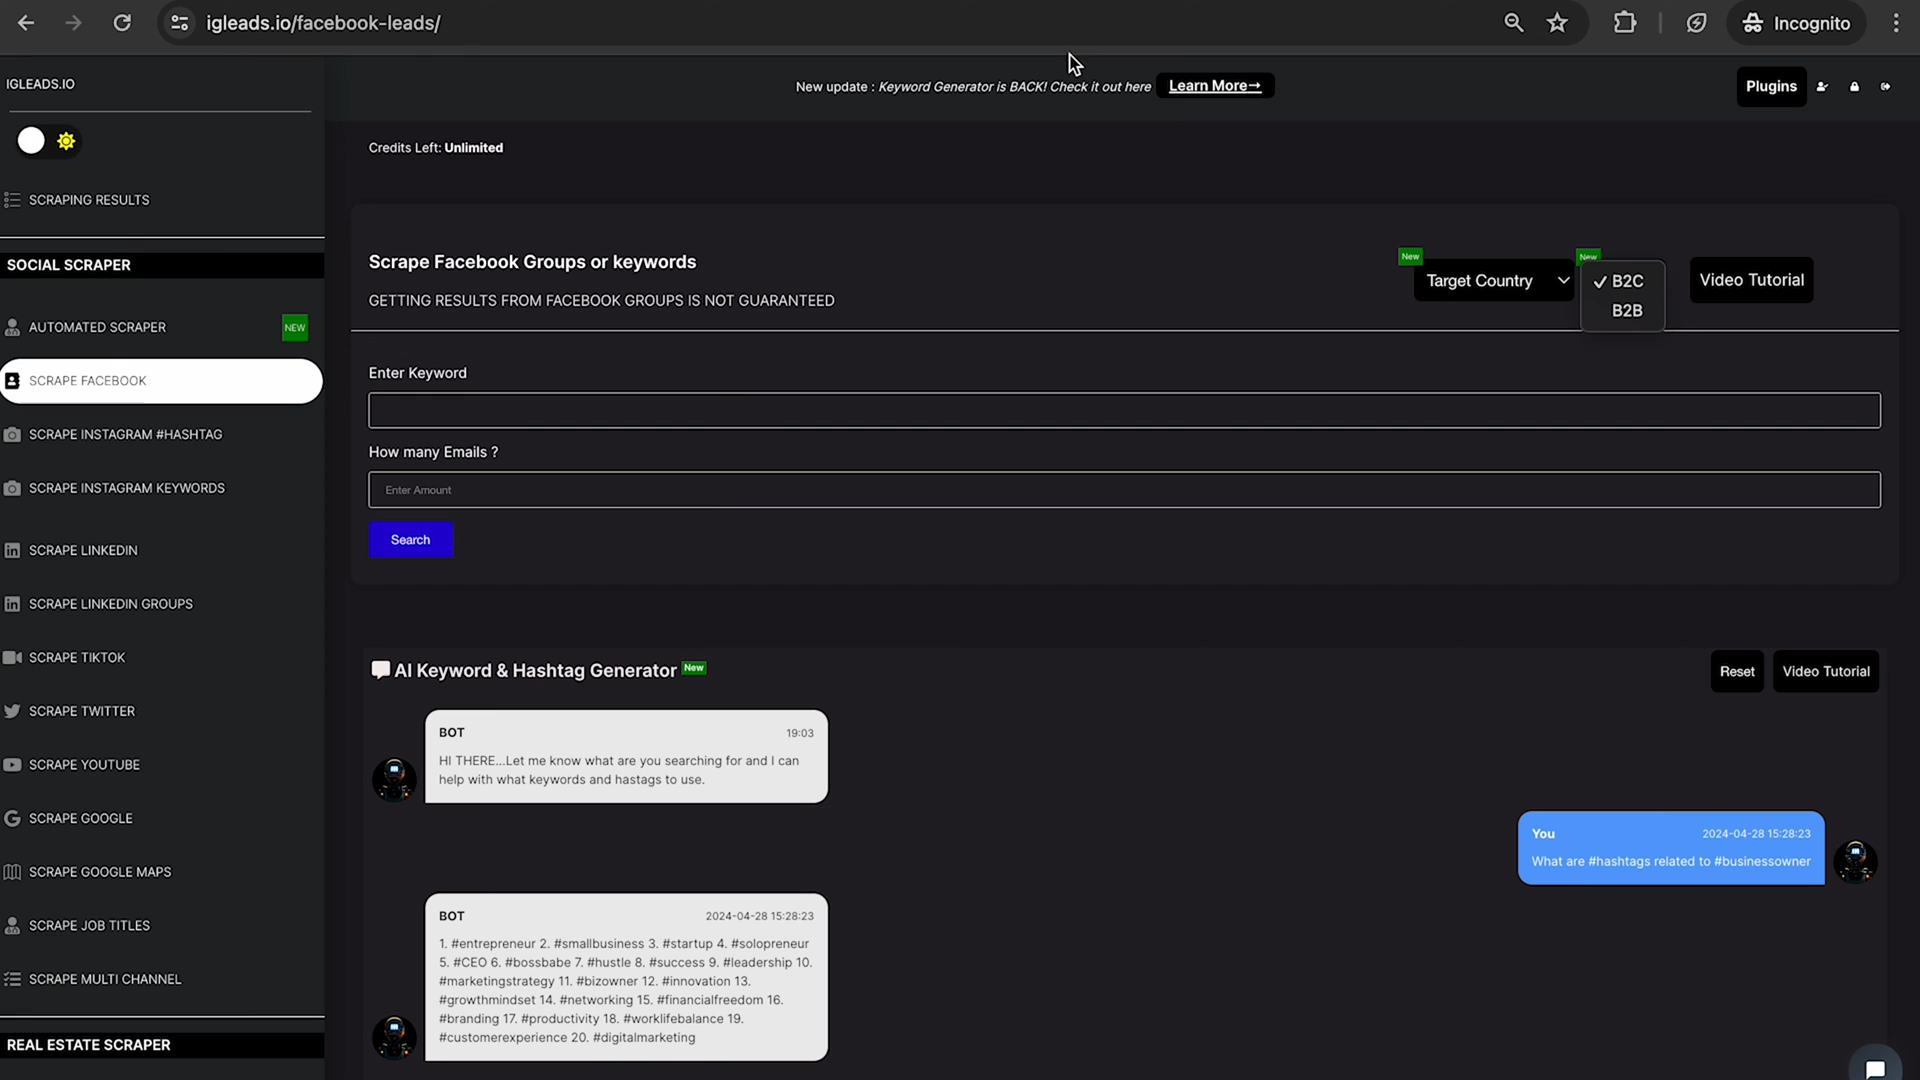 igleads.io/facebook-leads/
Incognito
IGLEADS.IO
New update : Keyword Generator is BACK! Check it out here
Learn More→
Plugins
Credits Left: Unlimited
SCRAPING RESULTS
SOCIAL SCRAPER
AUTOMATED SCRAPER
NEW
SCRAPE FACEBOOK
SCRAPE INSTAGRAM #HASHTAG
SCRAPE INSTAGRAM KEYWORDS
SCRAPE LINKEDIN
SCRAPE LINKEDIN GROUPS
SCRAPE TIKTOK
SCRAPE TWITTER
SCRAPE YOUTUBE
SCRAPE GOOGLE
SCRAPE GOOGLE MAPS
SCRAPE JOB TITLES
SCRAPE MULTI CHANNEL
REAL ESTATE SCRAPER
Scrape Facebook Groups or keywords
GETTING RESULTS FROM FACEBOOK GROUPS IS NOT GUARANTEED
New
Target Country
New
✓ B2C
B2B
Video Tutorial
Enter Keyword
How many Emails ?
Enter Amount
Search
AI Keyword & Hashtag Generator New
Reset
Video Tutorial
BOT 19:03
HI THERE...Let me know what are you searching for and I can
help with what keywords and hastags to use.
You 2024-04-28 15:28:23
What are #hashtags related to #businessowner
BOT 2024-04-28 15:28:23
1. #entrepreneur 2. #smallbusiness 3. #startup 4. #solopreneur
5. #CEO 6. #bossbabe 7. #hustle 8. #success 9. #leadership 10.
#marketingstrategy 11. #bizowner 12. #innovation 13.
#growthmindset 14. #networking 15. #financialfreedom 16.
#branding 17. #productivity 18. #worklifebalance 19.
#customerexperience 20. #digitalmarketing